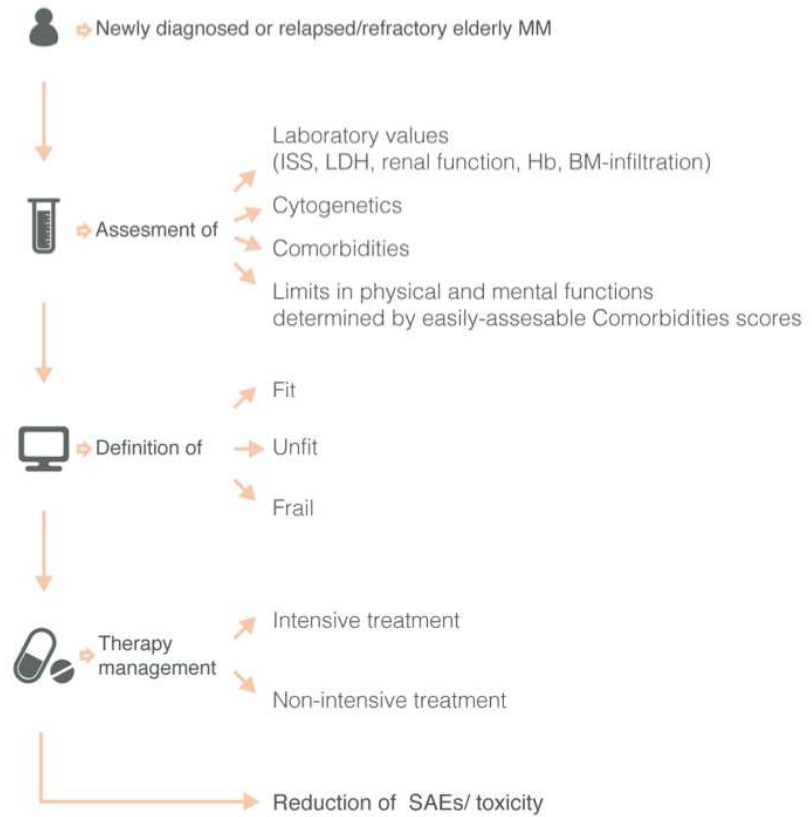 Newly diagnosed or relapsed/refractory elderly MM
Laboratory values
(ISS, LDH, renal function, Hb, BM-infiltration)
Assesment of
Cytogenetics
Comorbidities
Limits in physical and mental functions
determined by easily-assesable Comorbidities scores
Fit
Definition of
Unfit
Frail
Therapy
management
Intensive treatment
Non-intensive treatment
Reduction of SAEs/ toxicity